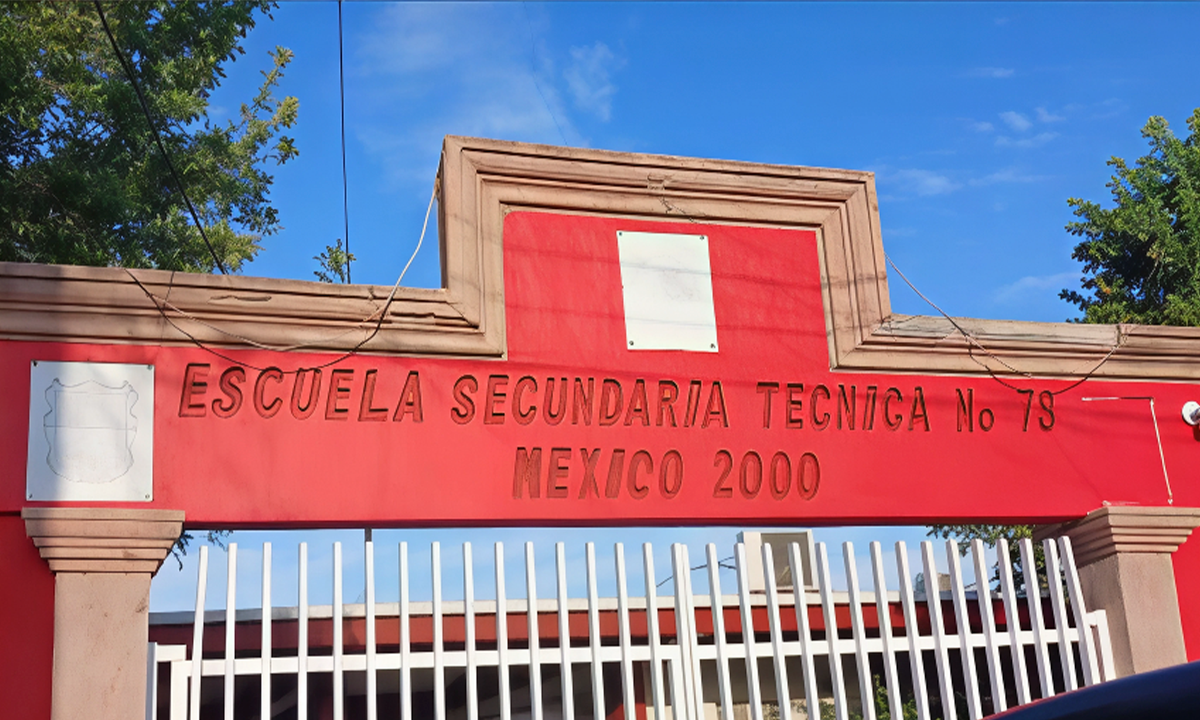 ESCUELA SECUNDARIA TECNICA No 78
MEXICO 2000